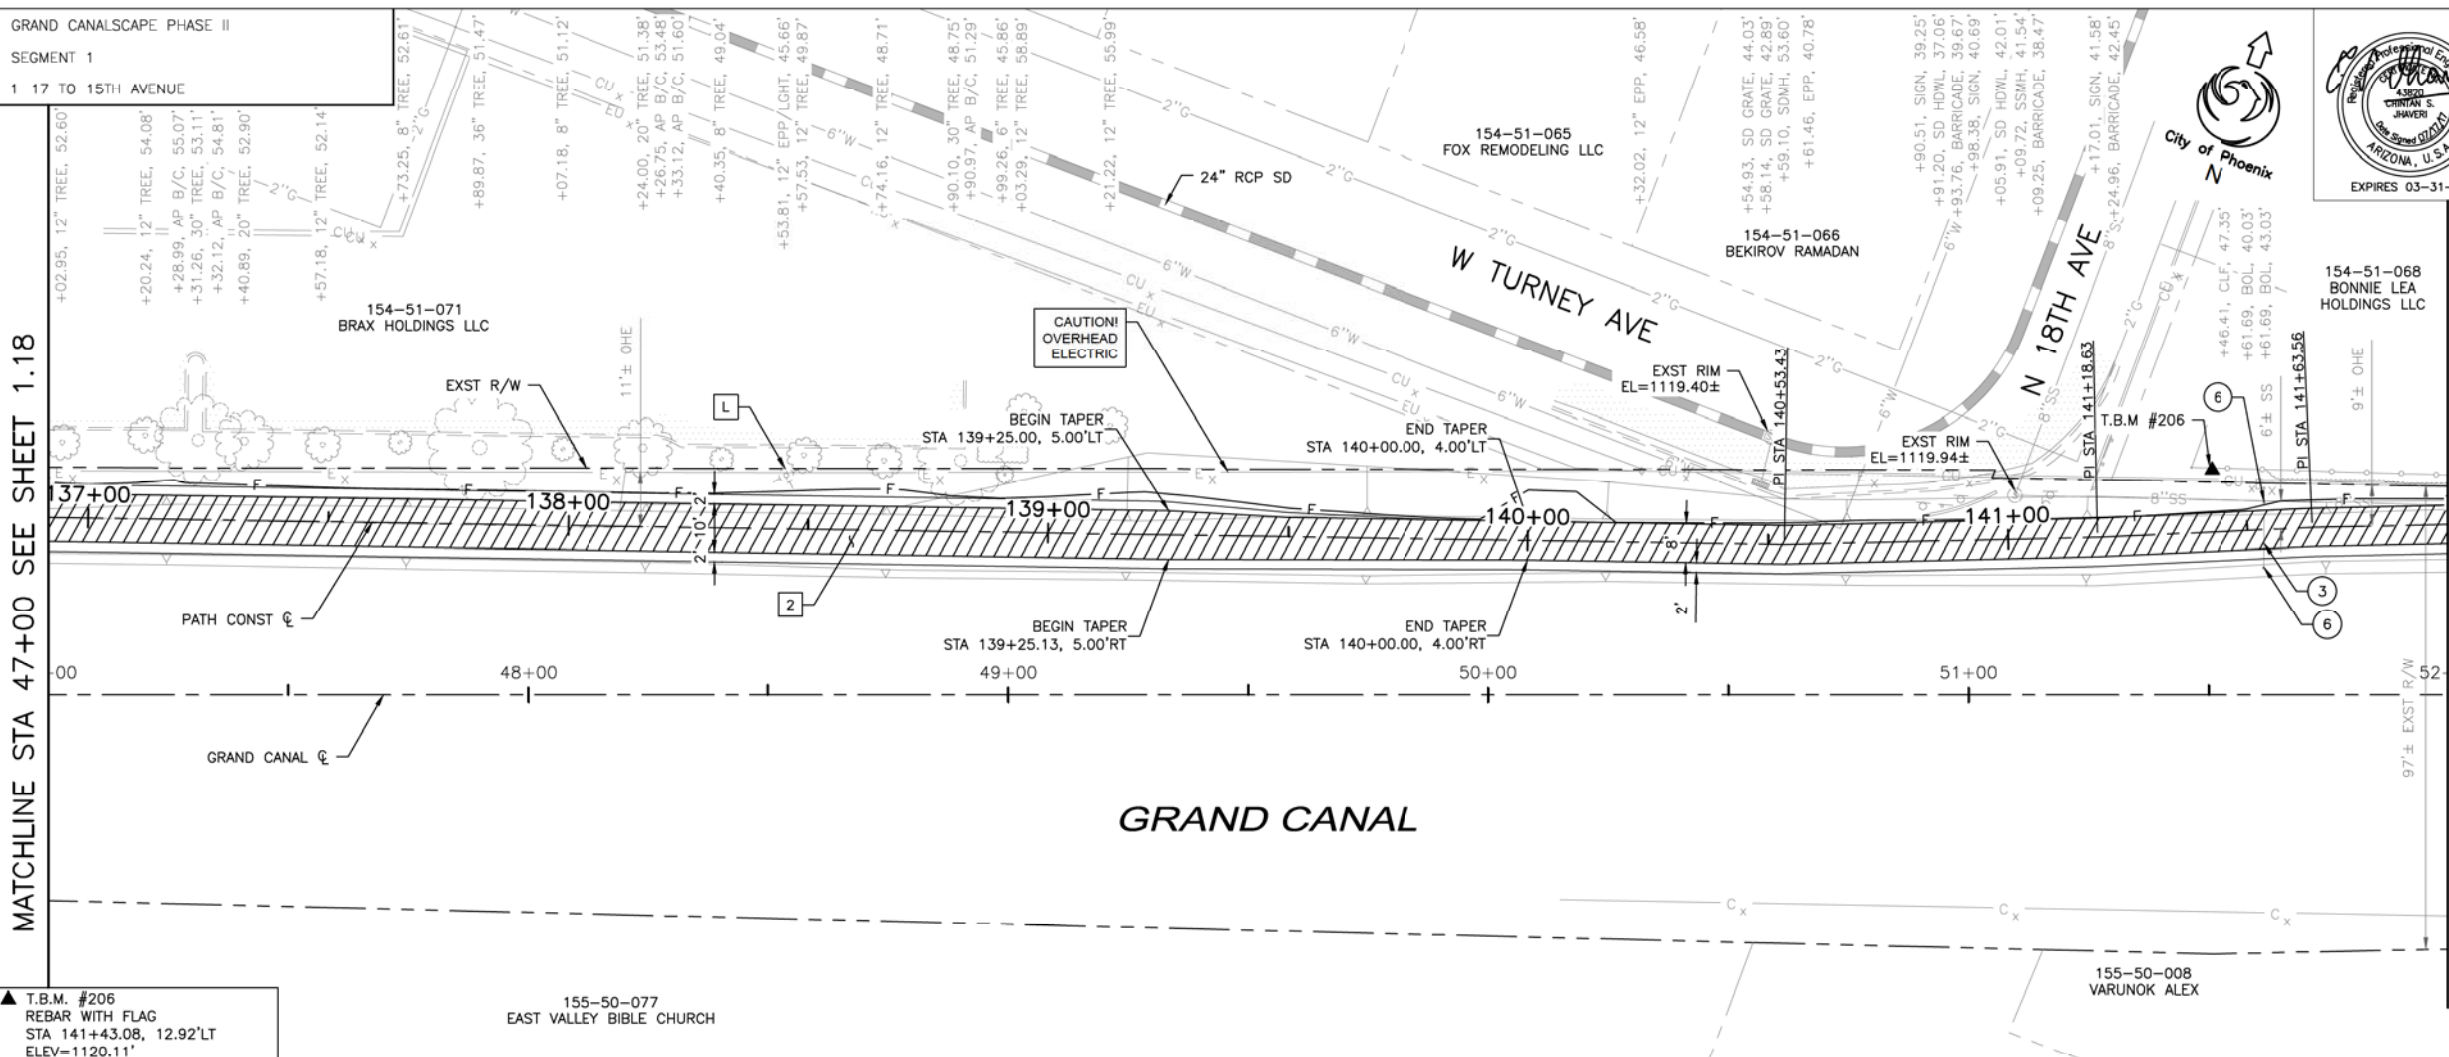 GRAND CANALSCAPE PHASE II
SEGMENT 1
1 17 TO 15TH AVENUE
+02.95, 12" TREE, 52.60'
+20.24, 12" TREE, 54.08'
+28.99, AP B/C, 55.07'
+31.26, 30" TREE, 53.11'
+32.12, AP B/C, 54.81'
+40.89, 20" TREE, 52.90'
+57.18, 12" TREE, 52.14'
+73.25, 8" TREE, 52.61'
+89.87, 36" TREE, 51.47'
+07.18, 8" TREE, 51.12'
+24.00, 20" TREE, 51.38'
+26.75, AP B/C, 53.48'
+33.12, AP B/C, 51.60'
+40.35, 8" TREE, 49.04'
+53.81, 12" EPP LGHT, 45.66'
+57.53, 12" TREE, 49.87'
+74.16, 12" TREE, 48.71'
+90.10, 30" TREE, 48.75'
+90.97, AP B/C, 51.29'
+99.26, 6" TREE, 45.86'
+03.29, 12" TREE, 58.89'
+21.22, 12" TREE, 55.99'
+32.02, 12" EPP, 46.58'
+54.93, SD GRATE, 44.03'
+58.14, SD GRATE, 42.89'
+59.10, SDMH, 53.60'
+61.46, EPP, 40.78'
+90.51, SIGN, 39.25'
+91.20, SD HDWL, 37.06'
+93.76, BARRICADE, 39.67'
+98.38, SIGN, 40.69'
+05.91, SD HDWL, 42.01'
+09.72, SSMH, 41.54'
+09.25, BARRICADE, 38.47'
+17.01, SIGN, 41.58'
+24.96, BARRICADE, 42.45'
+46.41, CLF, 47.35'
+61.69, BOL, 40.03'
+61.69, BOL, 43.03'
City of Phoenix
N
Registered Professional
43820
CHINTAN S.
JHAVERI
Date Signed 07/17/17
ARIZONA, U.S.A.
EXPIRES 03-31-
154-51-065
FOX REMODELING LLC
24" RCP SD
154-51-066
BEKIROV RAMADAN
154-51-068
BONNIE LEA
HOLDINGS LLC
154-51-071
BRAX HOLDINGS LLC
W TURNEY AVE
N 18TH AVE
CAUTION!
OVERHEAD
ELECTRIC
11'± OHE
EXST R/W
L
BEGIN TAPER
STA 139+25.00, 5.00'LT
END TAPER
STA 140+00.00, 4.00'LT
EXST RIM
EL=1119.40±
PI STA 140+53.43
EXST RIM
EL=1119.94±
PI STA 141+18.63
T.B.M #206
6
6'± SS
PI STA 141+63.56
9'± OHE
8"SS
137+00
138+00
139+00
140+00
141+00
2' 10' 2'
8'
2'
PATH CONST ℄
2
BEGIN TAPER
STA 139+25.13, 5.00'RT
END TAPER
STA 140+00.00, 4.00'RT
3
6
MATCHLINE STA 47+00 SEE SHEET 1.18
00
48+00
49+00
50+00
51+00
52
97'± EXST R/W
GRAND CANAL ℄
GRAND CANAL
155-50-077
EAST VALLEY BIBLE CHURCH
155-50-008
VARUNOK ALEX
T.B.M. #206
REBAR WITH FLAG
STA 141+43.08, 12.92'LT
ELEV=1120.11'